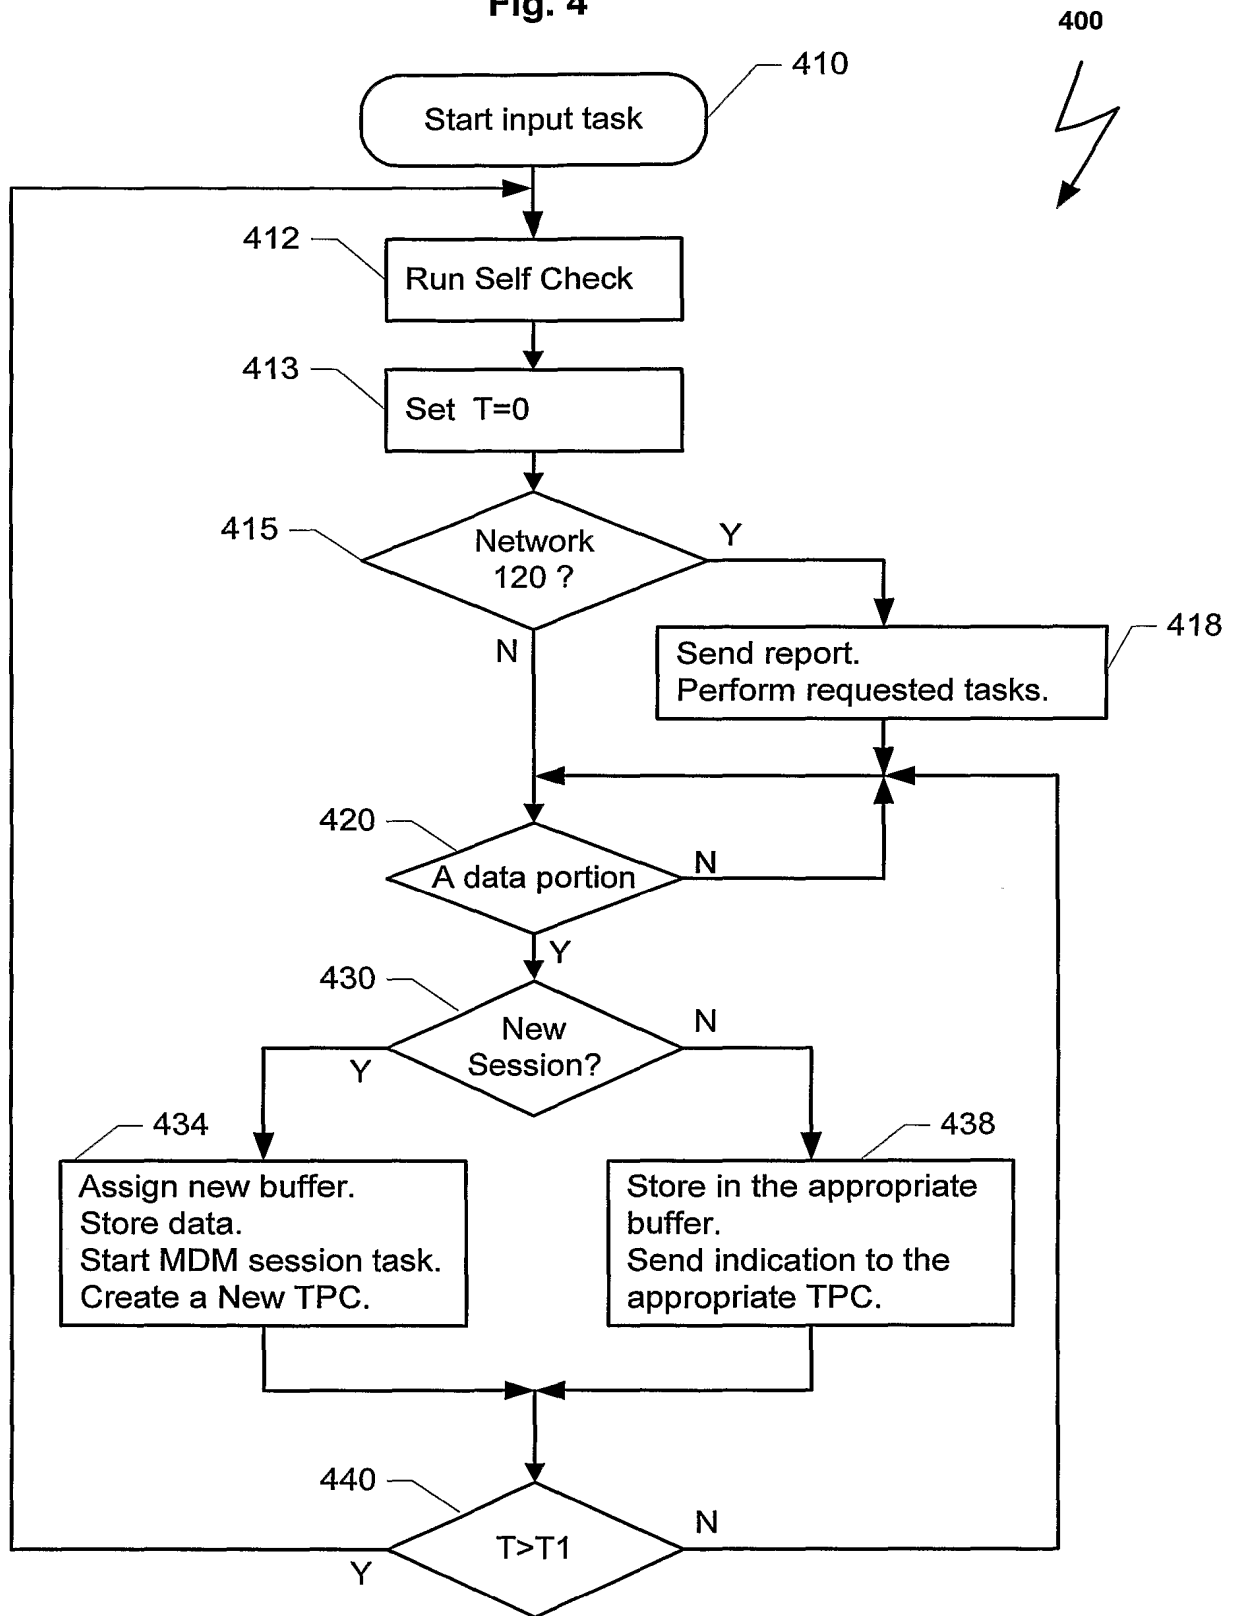 Fig. 4
400
410
Start input task
412
Run Self Check
413
Set T=0
415
Network
120 ?
Y
N
418
Send report.
Perform requested tasks.
420
A data portion
N
Y
430
New
Session?
N
Y
434
Assign new buffer.
Store data.
Start MDM session task.
Create a New TPC.
438
Store in the appropriate
buffer.
Send indication to the
appropriate TPC.
440
T>T1
N
Y